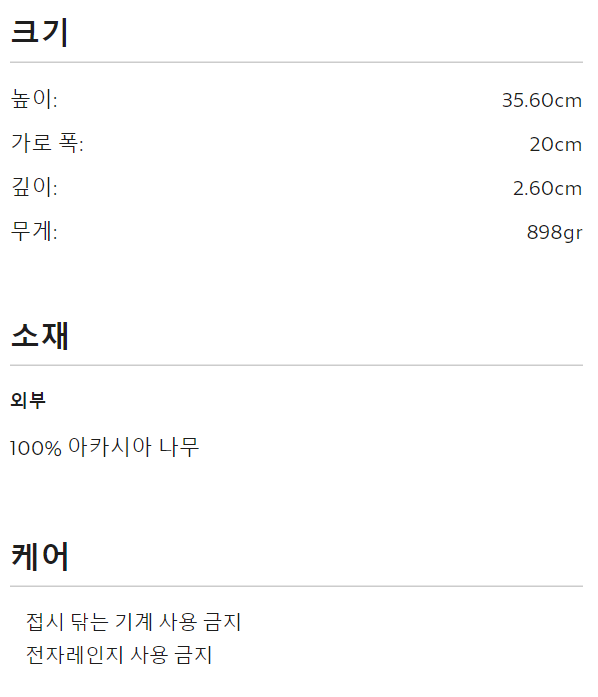 크기
높이: 35.60cm
가로 폭: 20cm
깊이: 2.60cm
무게: 898gr
소재
외부
100% 아카시아 나무
케어
접시 닦는 기계 사용 금지
전자레인지 사용 금지